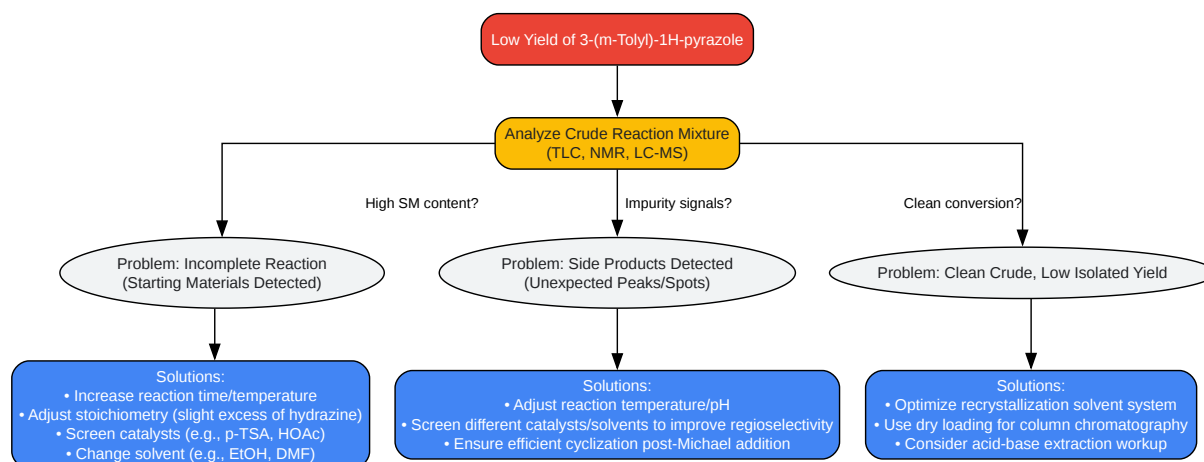 Low Yield of 3-(m-Tolyl)-1H-pyrazole
Analyze Crude Reaction Mixture
(TLC, NMR, LC-MS)
High SM content?
Impurity signals?
Clean conversion?
Problem: Incomplete Reaction
(Starting Materials Detected)
Problem: Side Products Detected
(Unexpected Peaks/Spots)
Problem: Clean Crude, Low Isolated Yield
Solutions:
• Increase reaction time/temperature
• Adjust stoichiometry (slight excess of hydrazine)
• Screen catalysts (e.g., p-TSA, HOAc)
• Change solvent (e.g., EtOH, DMF)
Solutions:
• Adjust reaction temperature/pH
• Screen different catalysts/solvents to improve regioselectivity
• Ensure efficient cyclization post-Michael addition
Solutions:
• Optimize recrystallization solvent system
• Use dry loading for column chromatography
• Consider acid-base extraction workup